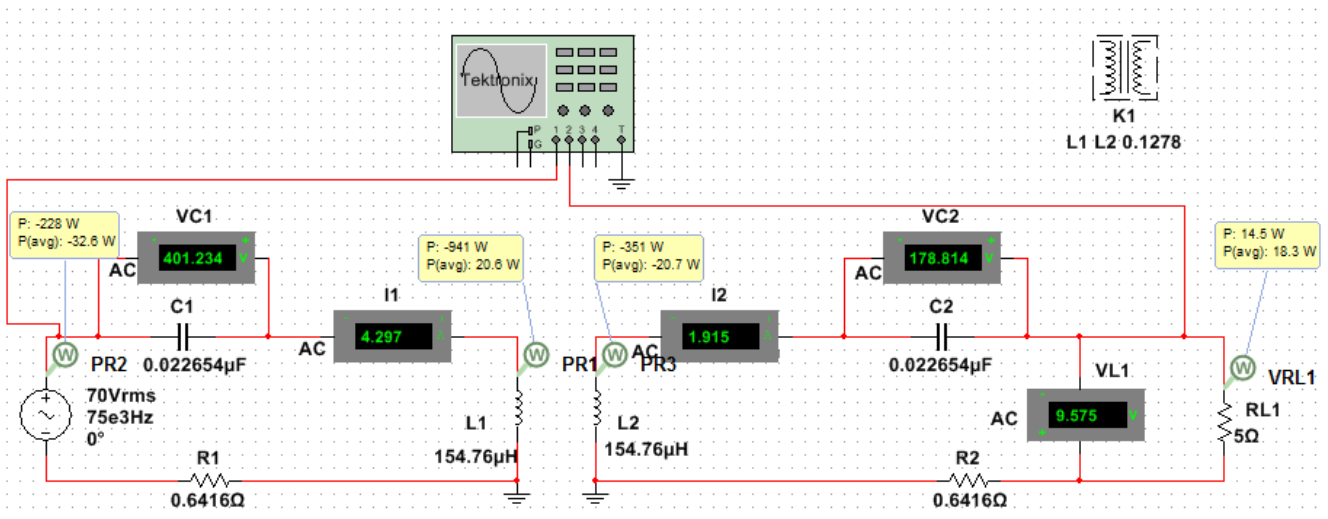 Tektronix
P
G
1 2 3 4 T
K1
L1 L2 0.1278
P: -228 W
P(avg): -32.6 W
VC1
401.234 V
AC
C1
0.022654µF
I1
4.297
AC
P: -941 W
P(avg): 20.6 W
PR1
P: -351 W
P(avg): -20.7 W
PR3
I2
1.915
AC
VC2
178.814 V
AC
C2
0.022654µF
P: 14.5 W
P(avg): 18.3 W
VRL1
PR2
70Vrms
75e3Hz
0°
R1
0.6416Ω
L1
154.76µH
L2
154.76µH
R2
0.6416Ω
VL1
AC
9.575 V
RL1
5Ω
W
W
W
W